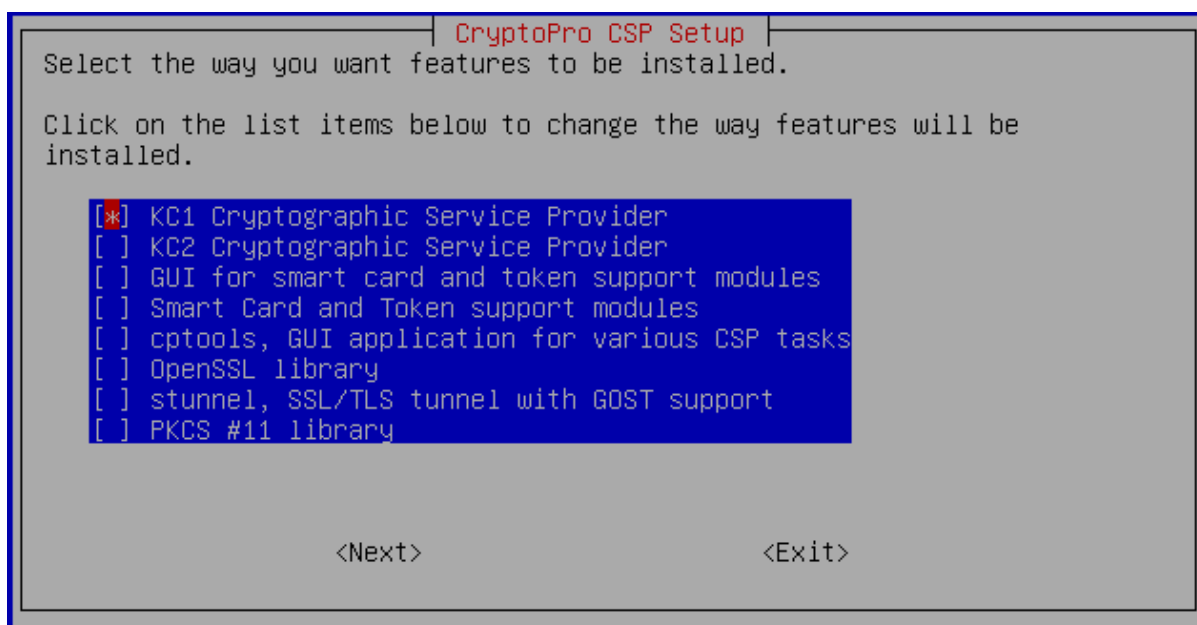 CryptoPro CSP Setup
Select the way you want features to be installed.
Click on the list items below to change the way features will be
installed.
[*] KC1 Cryptographic Service Provider
[ ] KC2 Cryptographic Service Provider
[ ] GUI for smart card and token support modules
[ ] Smart Card and Token support modules
[ ] cptools, GUI application for various CSP tasks
[ ] OpenSSL library
[ ] stunnel, SSL/TLS tunnel with GOST support
[ ] PKCS #11 library
<Next> <Exit>